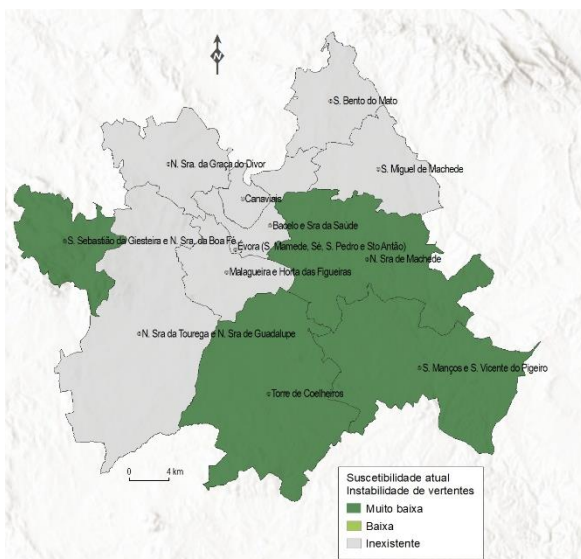 N
S. Bento do Mato
N. Sra. da Graça do Divor
S. Miguel de Machede
Canaviais
Bacelo e Sra da Saúde
S. Sebastião da Giesteira e N. Sra. da Boa Fé
Évora (S. Mamede, Sé, S. Pedro e Sto Antão)
N. Sra de Machede
Malagueira e Horta das Figueiras
N. Sra da Tourega e N. Sra de Guadalupe
S. Manços e S. Vicente do Pigeiro
Torre de Coelheiros
0 4 km
Suscetibilidade atual
Instabilidade de vertentes
Muito baixa
Baixa
Inexistente